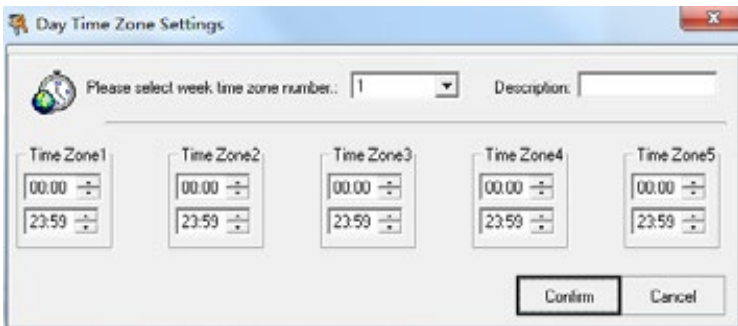 Day Time Zone Settings
Please select week time zone number.: 1 Description:
Time Zone1 Time Zone2 Time Zone3 Time Zone4 Time Zone5
00:00 00:00 00:00 00:00 00:00
23:59 23:59 23:59 23:59 23:59
Confirm Cancel